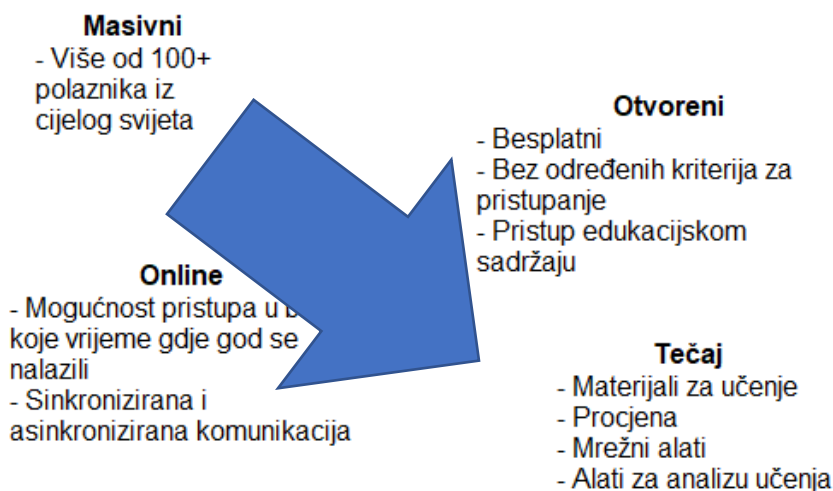 Masivni
- Više od 100+
polaznika iz
cijelog svijeta
Otvoreni
- Besplatni
- Bez određenih kriterija za
pristupanje
- Pristup edukacijskom
sadržaju
Online
- Mogućnost pristupa u
koje vrijeme gdje god se
nalazili
- Sinkronizirana i
asinkronizirana komunikacija
Tečaj
- Materijali za učenje
- Procjena
- Mrežni alati
- Alati za analizu učenja